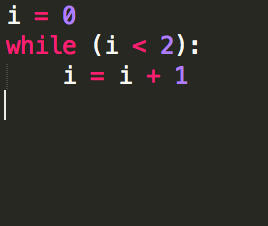 i = 0
while (i < 2):
    i = i + 1